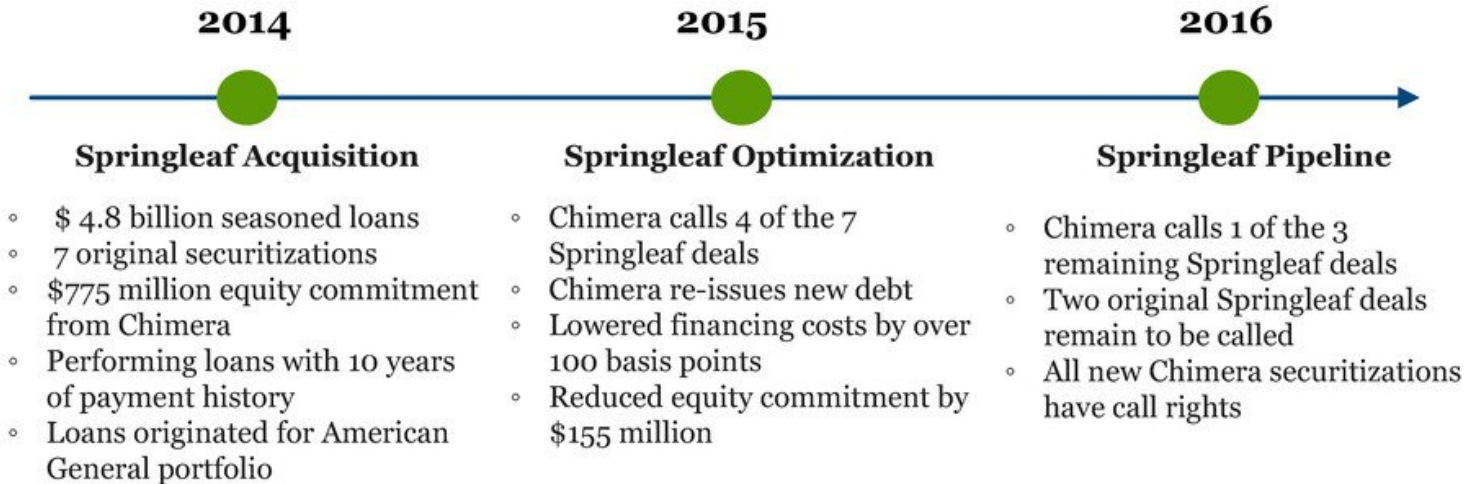 2014
Springleaf Acquisition
◦ $ 4.8 billion seasoned loans
◦ 7 original securitizations
◦ $775 million equity commitment
from Chimera
◦ Performing loans with 10 years
of payment history
◦ Loans originated for American
General portfolio
2015
Springleaf Optimization
◦ Chimera calls 4 of the 7
Springleaf deals
◦ Chimera re-issues new debt
◦ Lowered financing costs by over
100 basis points
◦ Reduced equity commitment by
$155 million
2016
Springleaf Pipeline
◦ Chimera calls 1 of the 3
remaining Springleaf deals
◦ Two original Springleaf deals
remain to be called
◦ All new Chimera securitizations
have call rights